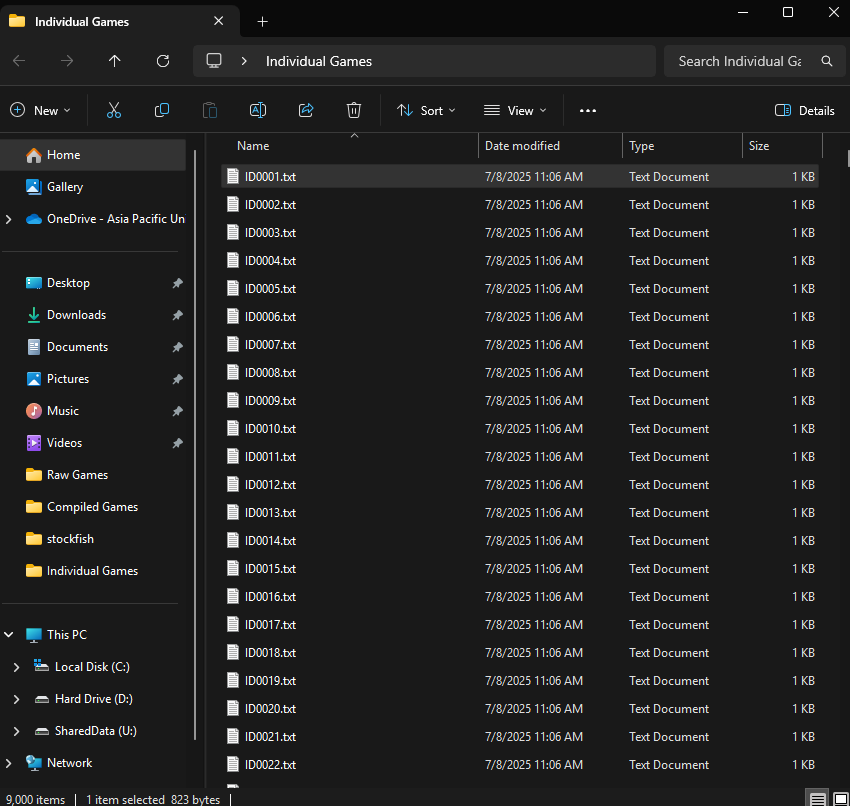 Individual Games
Individual Games
Search Individual Ga
New
Sort
View
Details
Home
Gallery
OneDrive - Asia Pacific Un
Desktop
Downloads
Documents
Pictures
Music
Videos
Raw Games
Compiled Games
stockfish
Individual Games
This PC
Local Disk (C:)
Hard Drive (D:)
SharedData (U:)
Network
Name Date modified Type Size
ID0001.txt 7/8/2025 11:06 AM Text Document 1 KB
ID0002.txt 7/8/2025 11:06 AM Text Document 1 KB
ID0003.txt 7/8/2025 11:06 AM Text Document 1 KB
ID0004.txt 7/8/2025 11:06 AM Text Document 1 KB
ID0005.txt 7/8/2025 11:06 AM Text Document 1 KB
ID0006.txt 7/8/2025 11:06 AM Text Document 1 KB
ID0007.txt 7/8/2025 11:06 AM Text Document 1 KB
ID0008.txt 7/8/2025 11:06 AM Text Document 1 KB
ID0009.txt 7/8/2025 11:06 AM Text Document 1 KB
ID0010.txt 7/8/2025 11:06 AM Text Document 1 KB
ID0011.txt 7/8/2025 11:06 AM Text Document 1 KB
ID0012.txt 7/8/2025 11:06 AM Text Document 1 KB
ID0013.txt 7/8/2025 11:06 AM Text Document 1 KB
ID0014.txt 7/8/2025 11:06 AM Text Document 1 KB
ID0015.txt 7/8/2025 11:06 AM Text Document 1 KB
ID0016.txt 7/8/2025 11:06 AM Text Document 1 KB
ID0017.txt 7/8/2025 11:06 AM Text Document 1 KB
ID0018.txt 7/8/2025 11:06 AM Text Document 1 KB
ID0019.txt 7/8/2025 11:06 AM Text Document 1 KB
ID0020.txt 7/8/2025 11:06 AM Text Document 1 KB
ID0021.txt 7/8/2025 11:06 AM Text Document 1 KB
ID0022.txt 7/8/2025 11:06 AM Text Document 1 KB
9,000 items 1 item selected 823 bytes